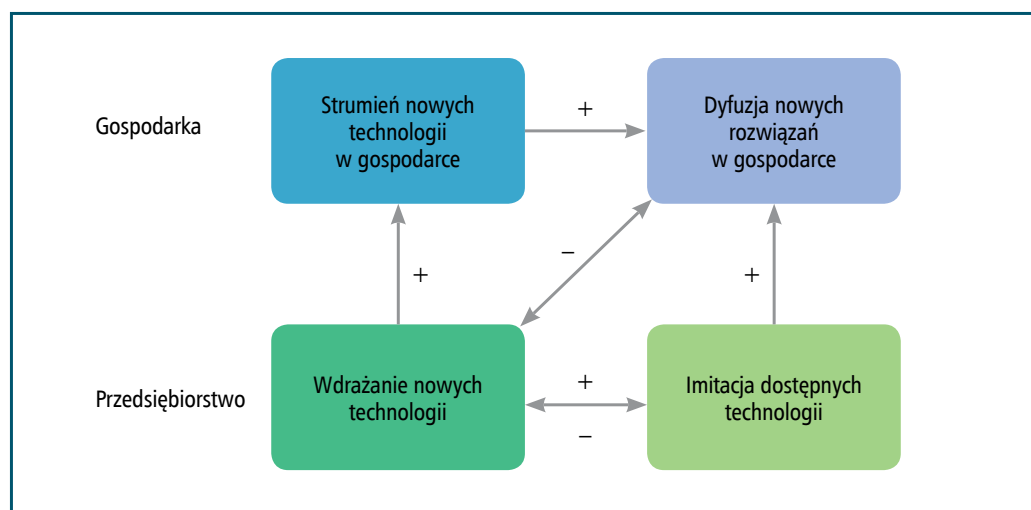 Gospodarka
Strumień nowych
technologii
w gospodarce
+
Dyfuzja nowych
rozwiązań
w gospodarce
+
–
+
Przedsiębiorstwo
Wdrażanie nowych
technologii
+
–
Imitacja dostępnych
technologii